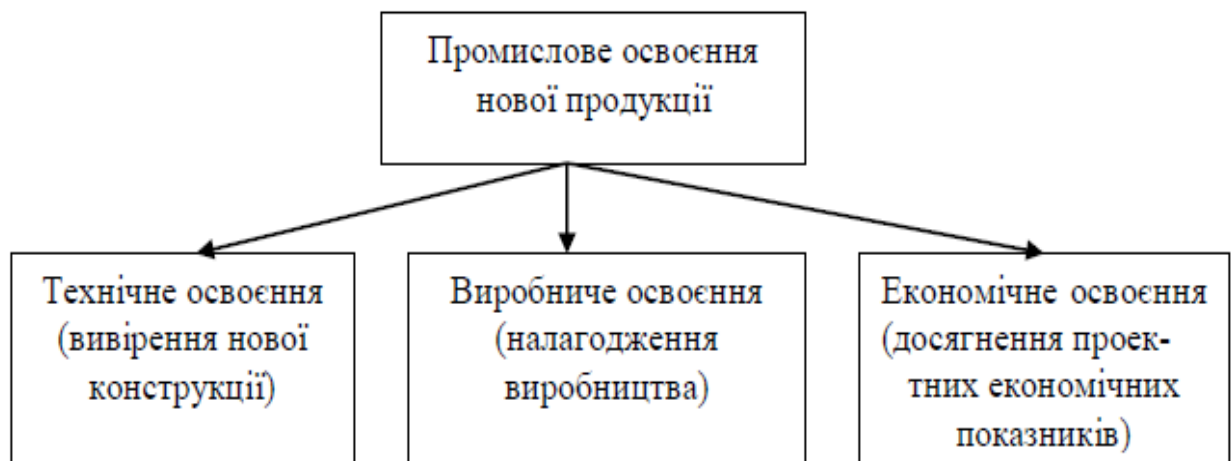 Промислове освоєння
нової продукції
Технічне освоєння
(вивірення нової
конструкції)
Виробниче освоєння
(налагодження
виробництва)
Економічне освоєння
(досягнення проек-
тних економічних
показників)